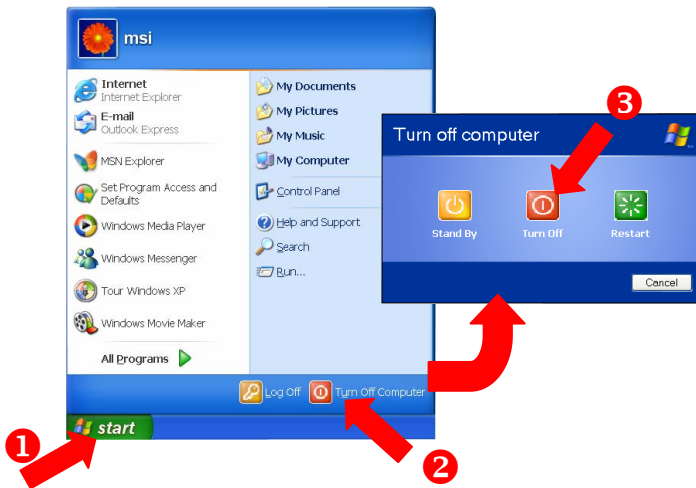 msi
Internet
Internet Explorer
E-mail
Outlook Express
MSN Explorer
Set Program Access and
Defaults
Windows Media Player
Windows Messenger
Tour Windows XP
Windows Movie Maker
All Programs
My Documents
My Pictures
My Music
My Computer
Control Panel
Help and Support
Search
Run...
Log Off
Turn Off Computer
start
1
2
3
Turn off computer
Stand By
Turn Off
Restart
Cancel